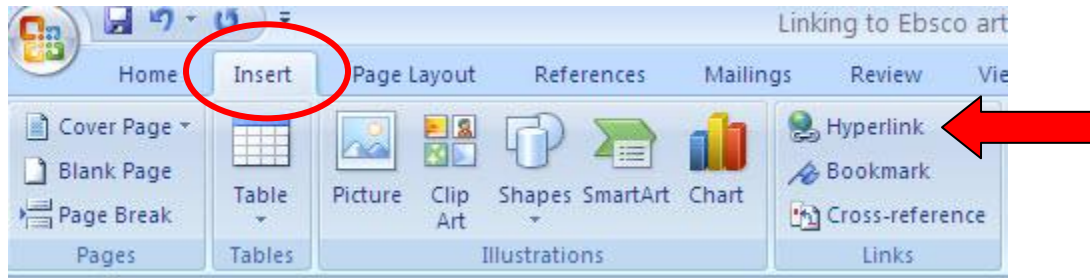 Linking to Ebsco art
Home Insert Page Layout References Mailings Review Vie
Cover Page
Blank Page
Page Break
Table
Picture
Clip
Art
Shapes
SmartArt
Chart
Hyperlink
Bookmark
Cross-reference
Pages Tables Illustrations Links